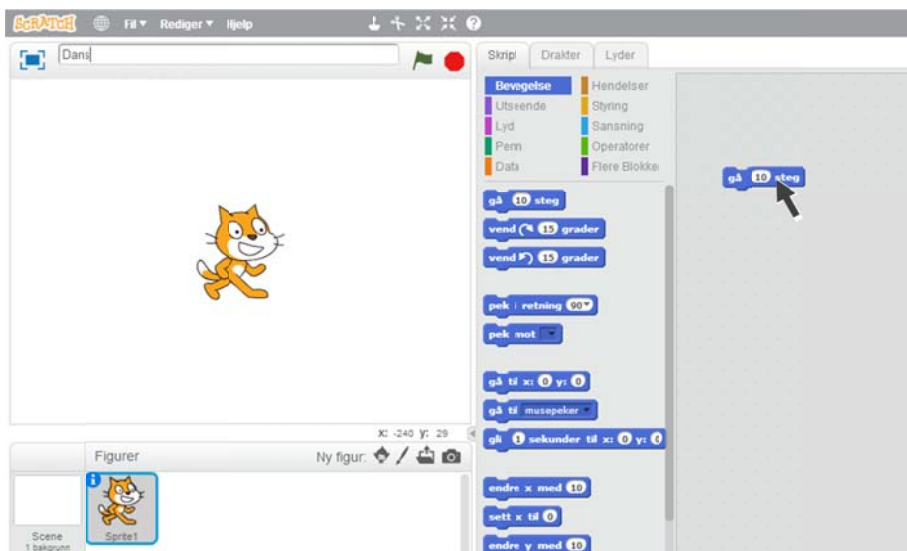 SCRATCH Fil Rediger Hjelp
Dans
x: -240 y: 29
Figurer Ny figur:
Scene
1 bakgrunn
Sprite1
Skript Drakter Lyder
Bevegelse Hendelser
Utseende Styring
Lyd Sansning
Penn Operatorer
Data Flere Blokker
gå 10 steg
vend 15 grader
vend 15 grader
pek i retning 90
pek mot
gå til x: 0 y: 0
gå til musepeker
gli 1 sekunder til x: 0 y: 0
endre x med 10
sett x til 0
endre y med 10
gå 10 steg